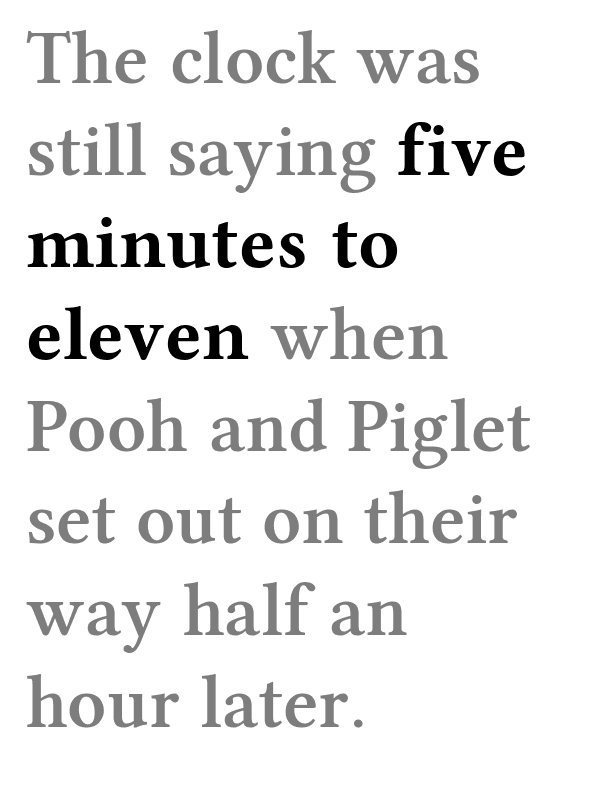 The clock was
still saying five
minutes to
eleven when
Pooh and Piglet
set out on their
way half an
hour later.